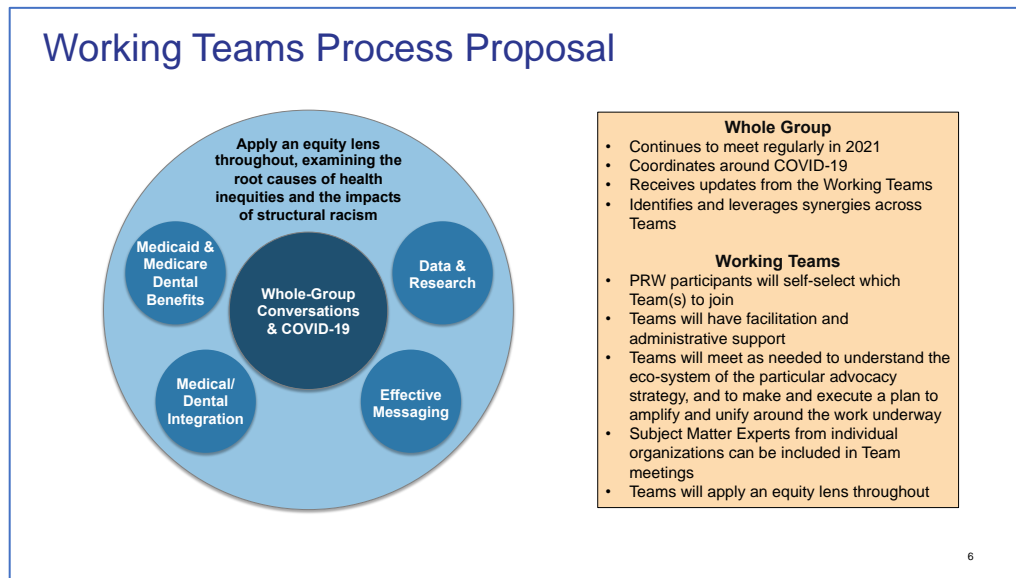 Working Teams Process Proposal
Apply an equity lens
throughout, examining the
root causes of health
inequities and the impacts
of structural racism
Medicaid &
Medicare
Dental
Benefits
Data &
Research
Whole-Group
Conversations
& COVID-19
Medical/
Dental
Integration
Effective
Messaging
Whole Group
• Continues to meet regularly in 2021
• Coordinates around COVID-19
• Receives updates from the Working Teams
• Identifies and leverages synergies across
Teams
Working Teams
• PRW participants will self-select which
Team(s) to join
• Teams will have facilitation and
administrative support
• Teams will meet as needed to understand the
eco-system of the particular advocacy
strategy, and to make and execute a plan to
amplify and unify around the work underway
• Subject Matter Experts from individual
organizations can be included in Team
meetings
• Teams will apply an equity lens throughout
6